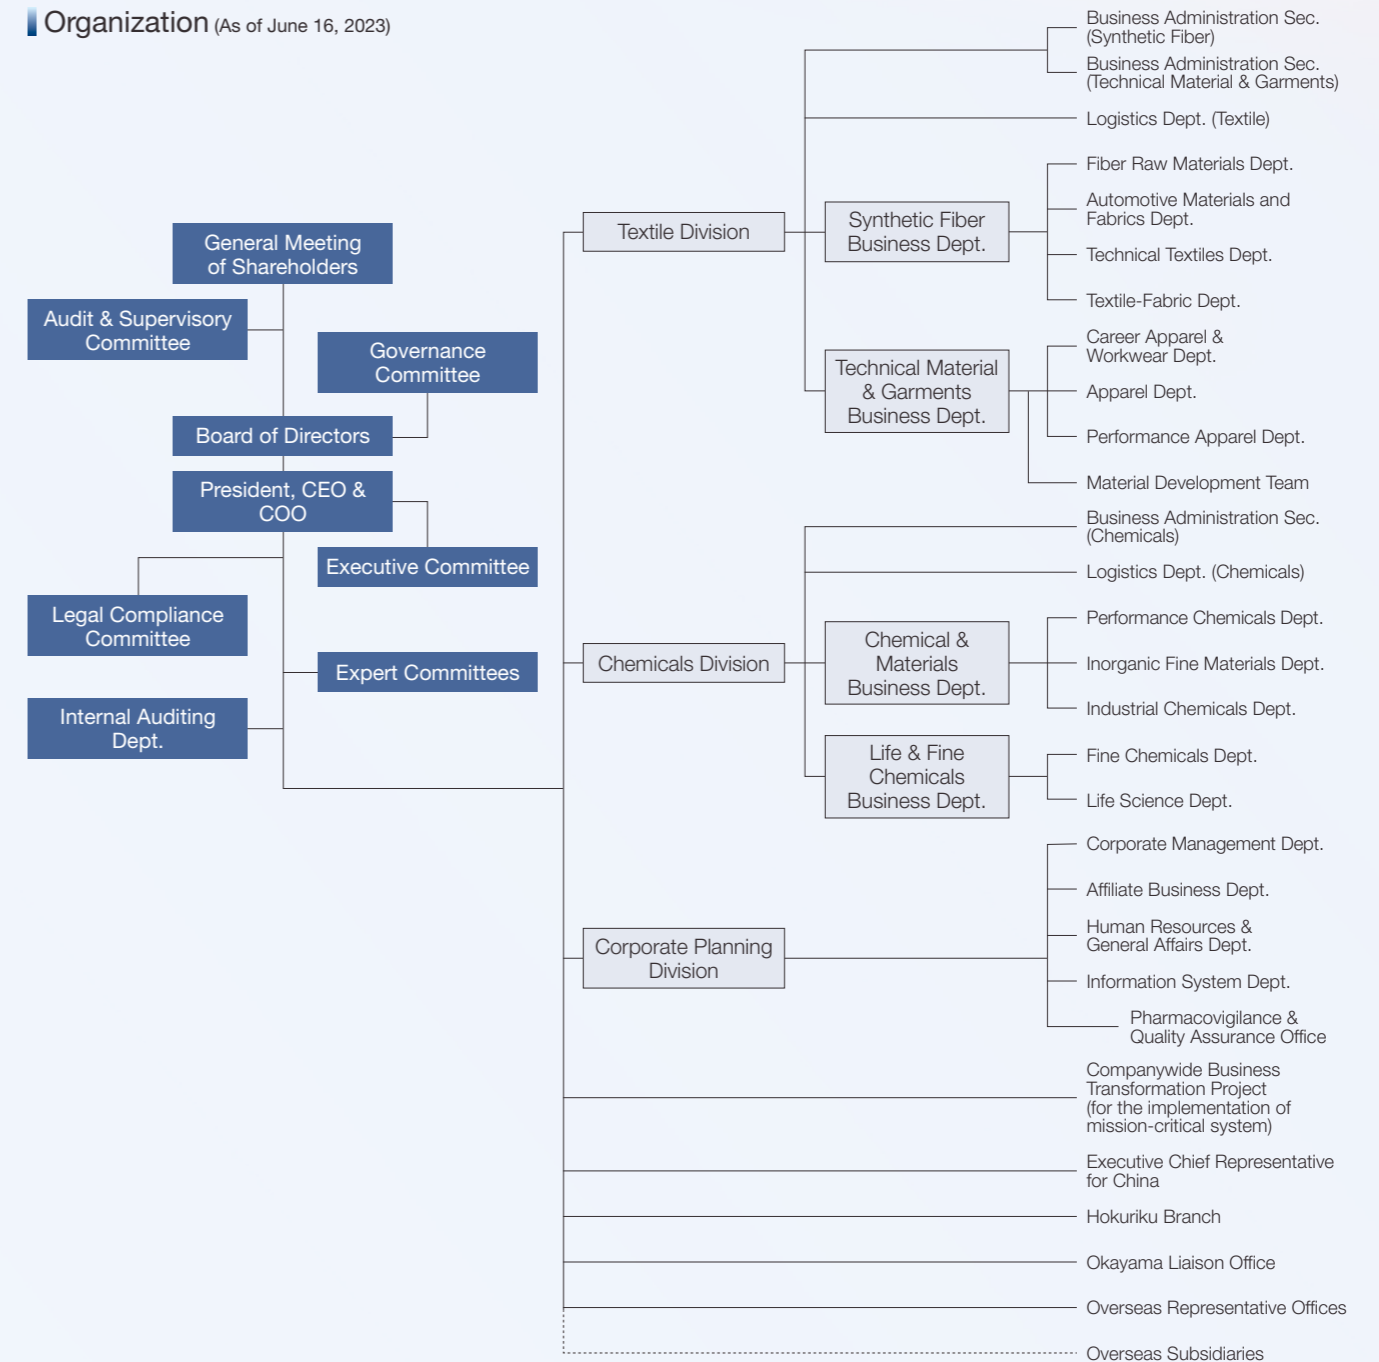 Organization (As of June 16, 2023)
General Meeting
of Shareholders
Audit & Supervisory
Committee
Governance
Committee
Board of Directors
President, CEO &
COO
Executive Committee
Legal Compliance
Committee
Expert Committees
Internal Auditing
Dept.
Textile Division
Business Administration Sec.
(Synthetic Fiber)
Business Administration Sec.
(Technical Material & Garments)
Logistics Dept. (Textile)
Synthetic Fiber
Business Dept.
Fiber Raw Materials Dept.
Automotive Materials and
Fabrics Dept.
Technical Textiles Dept.
Textile-Fabric Dept.
Technical Material
& Garments
Business Dept.
Career Apparel &
Workwear Dept.
Apparel Dept.
Performance Apparel Dept.
Material Development Team
Chemicals Division
Business Administration Sec.
(Chemicals)
Logistics Dept. (Chemicals)
Chemical &
Materials
Business Dept.
Performance Chemicals Dept.
Inorganic Fine Materials Dept.
Industrial Chemicals Dept.
Life & Fine
Chemicals
Business Dept.
Fine Chemicals Dept.
Life Science Dept.
Corporate Planning
Division
Corporate Management Dept.
Affiliate Business Dept.
Human Resources &
General Affairs Dept.
Information System Dept.
Pharmacovigilance &
Quality Assurance Office
Companywide Business
Transformation Project
(for the implementation of
mission-critical system)
Executive Chief Representative
for China
Hokuriku Branch
Okayama Liaison Office
Overseas Representative Offices
Overseas Subsidiaries